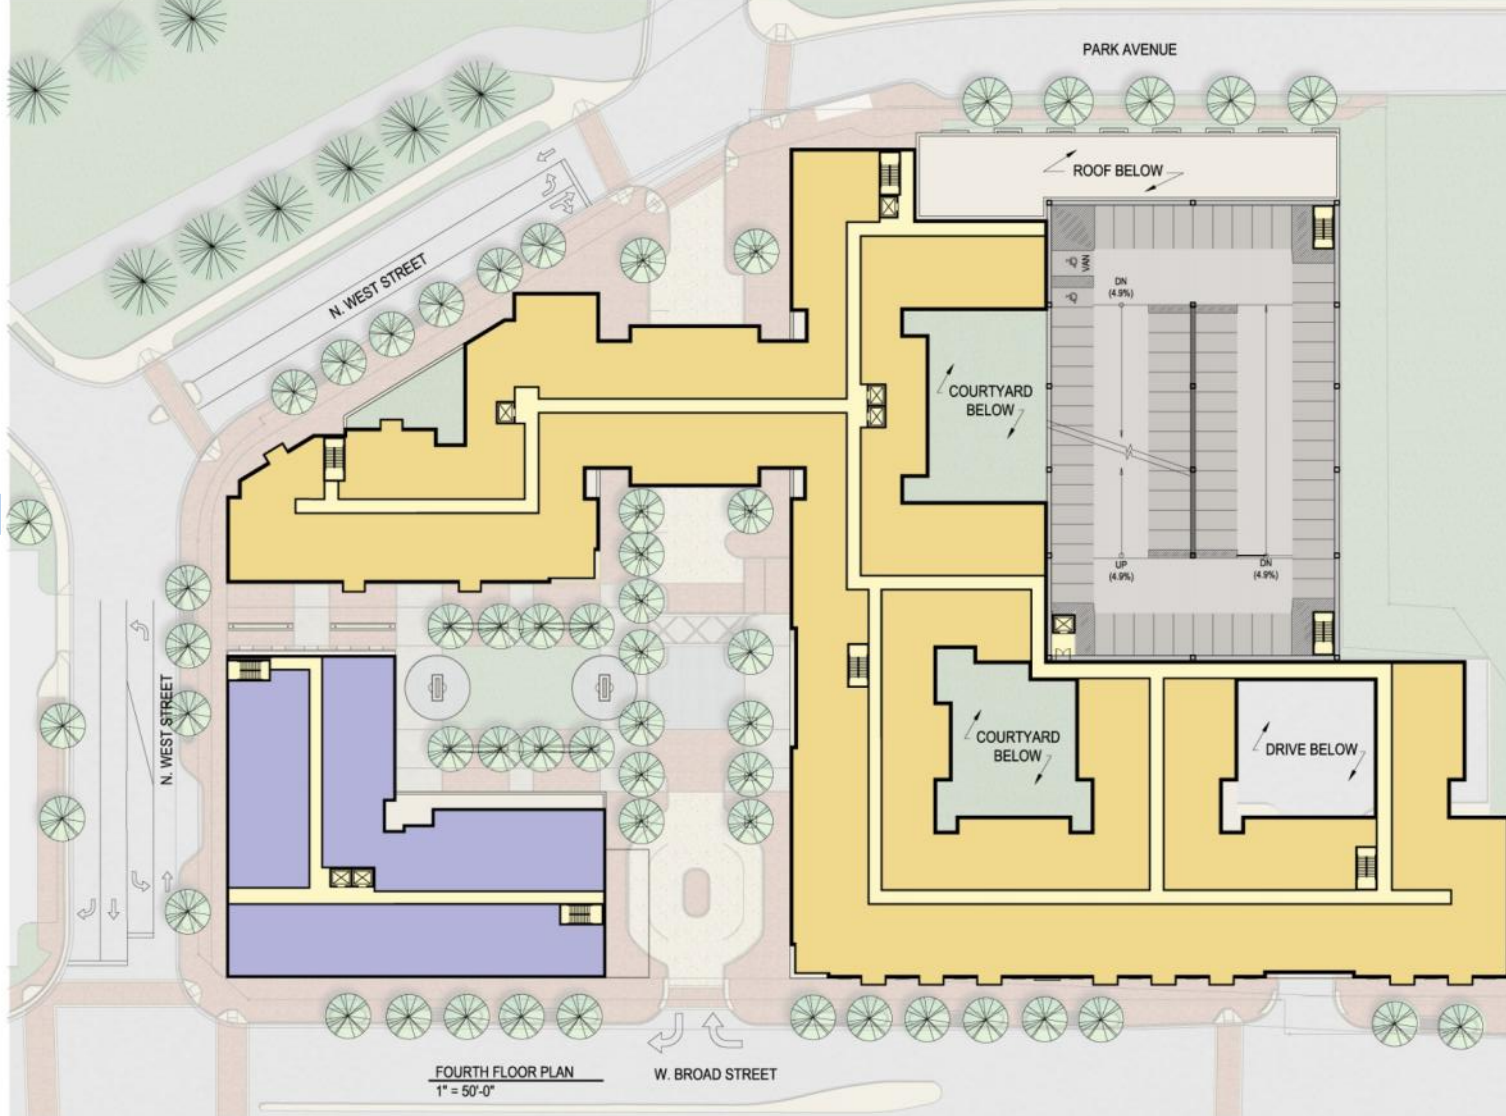 PARK AVENUE
ROOF BELOW
N. WEST STREET
VAN
DN
(4.9%)
COURTYARD
BELOW
UP
(4.9%)
DN
(4.9%)
N. WEST STREET
COURTYARD
BELOW
DRIVE BELOW
FOURTH FLOOR PLAN
1" = 50'-0"
W. BROAD STREET